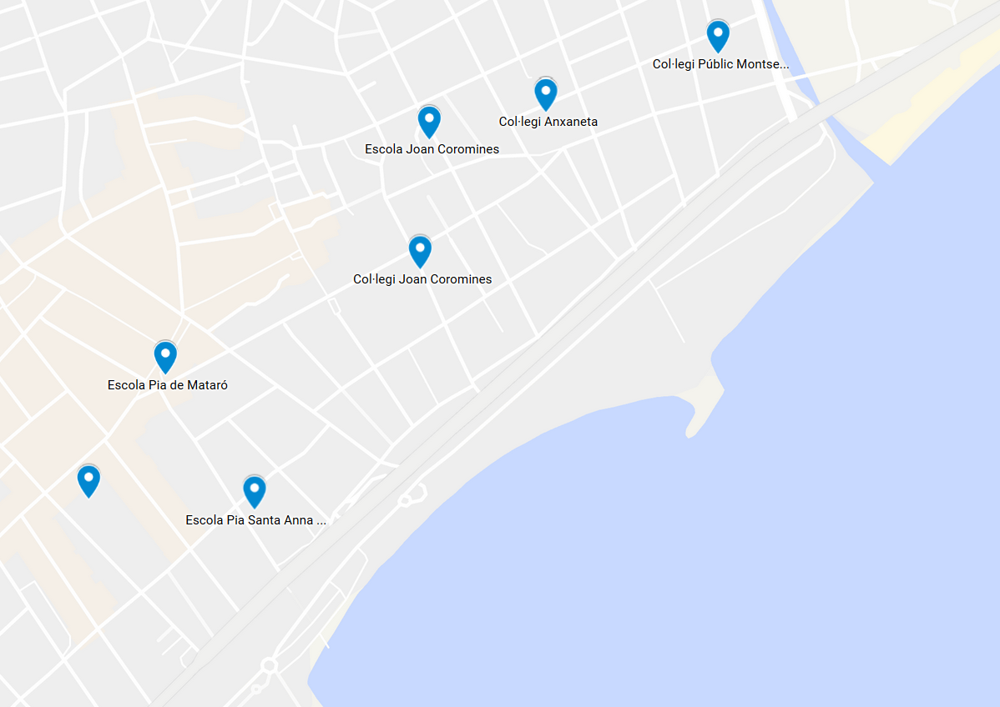 Col·legi Públic Montse...
Col·legi Anxaneta
Escola Joan Coromines
Col·legi Joan Coromines
Escola Pia de Mataró
Escola Pia Santa Anna ...